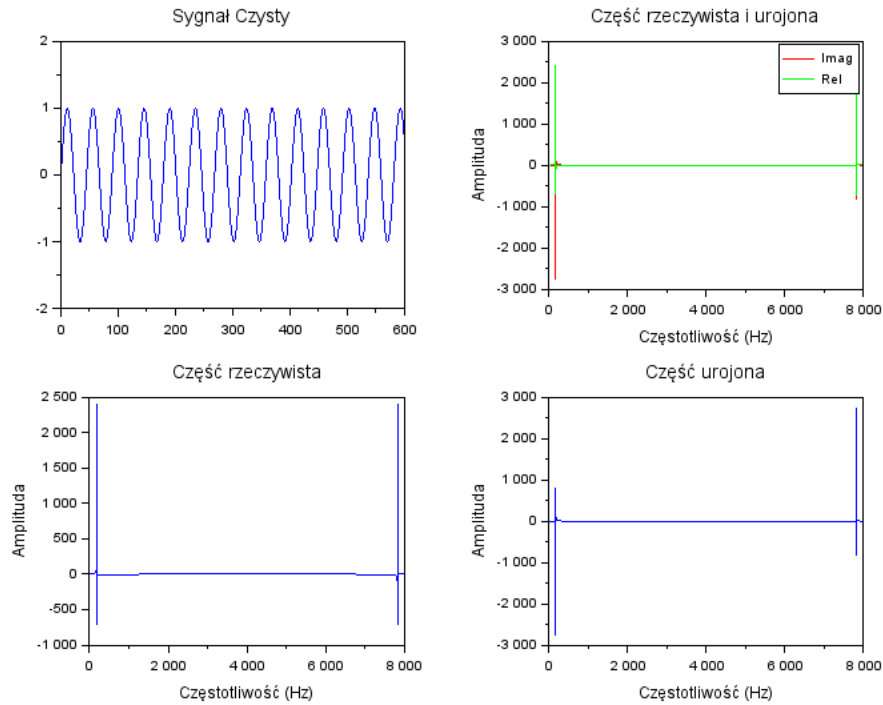 Sygnał Czysty
2
1
0
-1
-2
0 100 200 300 400 500 600
Część rzeczywista i urojona
3 000
2 000
1 000
0
-1 000
-2 000
-3 000
Amplituda
Imag
Rel
0 2 000 4 000 6 000 8 000
Częstotliwość (Hz)
Część rzeczywista
2 500
2 000
1 500
1 000
500
0
-500
-1 000
Amplituda
0 2 000 4 000 6 000 8 000
Częstotliwość (Hz)
Część urojona
3 000
2 000
1 000
0
-1 000
-2 000
-3 000
Amplituda
0 2 000 4 000 6 000 8 000
Częstotliwość (Hz)